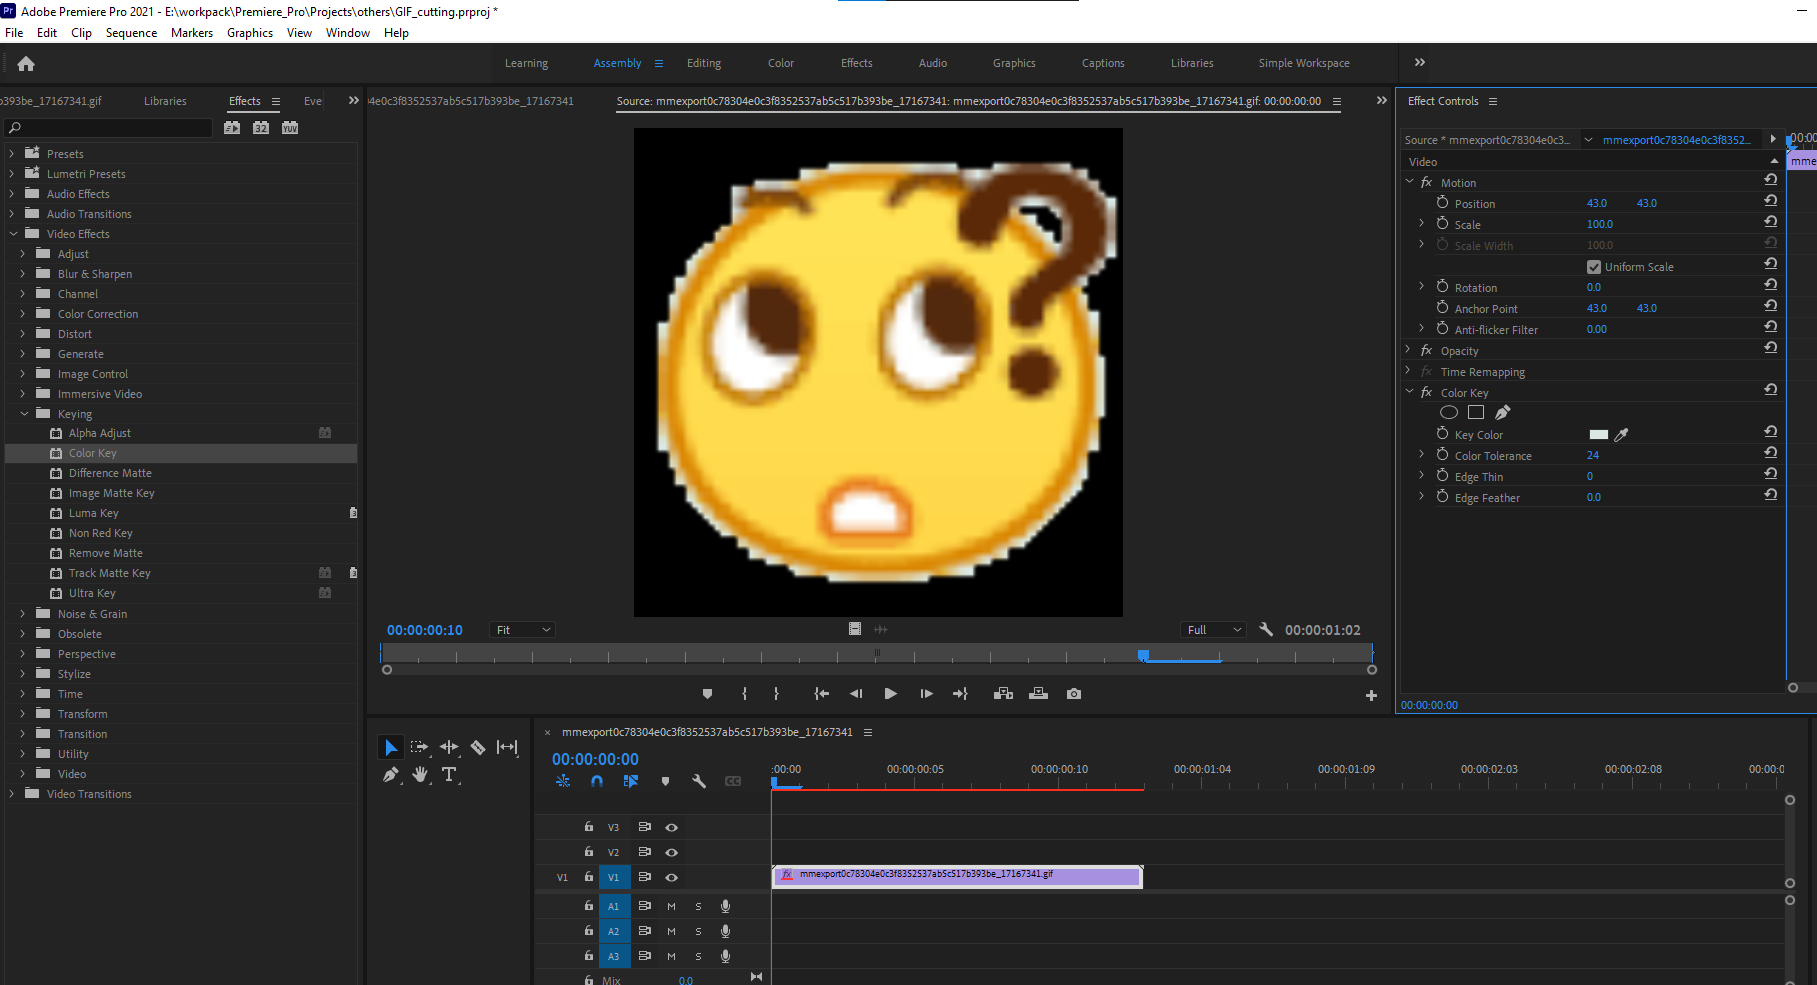 Adobe Premiere Pro 2021 - E:\workpack\Premiere_Pro\Projects\others\GIF_cutting.prproj *
File Edit Clip Sequence Markers Graphics View Window Help
Learning Assembly Editing Color Effects Audio Graphics Captions Libraries Simple Workspace
b393be_17167341.gif Libraries Effects Eve
4e0c3f8352537ab5c517b393be_17167341
Source: mmexport0c78304e0c3f8352537ab5c517b393be_17167341: mmexport0c78304e0c3f8352537ab5c517b393be_17167341.gif: 00:00:00:00
32 YUV
Presets
Lumetri Presets
Audio Effects
Audio Transitions
Video Effects
Adjust
Blur & Sharpen
Channel
Color Correction
Distort
Generate
Image Control
Immersive Video
Keying
Alpha Adjust
Color Key
Difference Matte
Image Matte Key
Luma Key
Non Red Key
Remove Matte
Track Matte Key
Ultra Key
Noise & Grain
Obsolete
Perspective
Stylize
Time
Transform
Transition
Utility
Video
Video Transitions
?
00:00:00:10 Fit Full 00:00:01:02
Effect Controls
Source * mmexport0c78304e0c3... mmexport0c78304e0c3f8352... 00:00
Video mme
Motion
Position 43.0 43.0
Scale 100.0
Scale Width 100.0
Uniform Scale
Rotation 0.0
Anchor Point 43.0 43.0
Anti-flicker Filter 0.00
Opacity
Time Remapping
Color Key
Key Color
Color Tolerance 24
Edge Thin 0
Edge Feather 0.0
00:00:00:00
× mmexport0c78304e0c3f8352537ab5c517b393be_17167341
00:00:00:00
:00:00 00:00:00:05 00:00:00:10 00:00:01:04 00:00:01:09 00:00:02:03 00:00:02:08 00:00:0
V3
V2
V1 V1 fx mmexport0c78304e0c3f8352537ab5c517b393be_17167341.gif
A1 M S
A2 M S
A3 M S
Mix 0.0